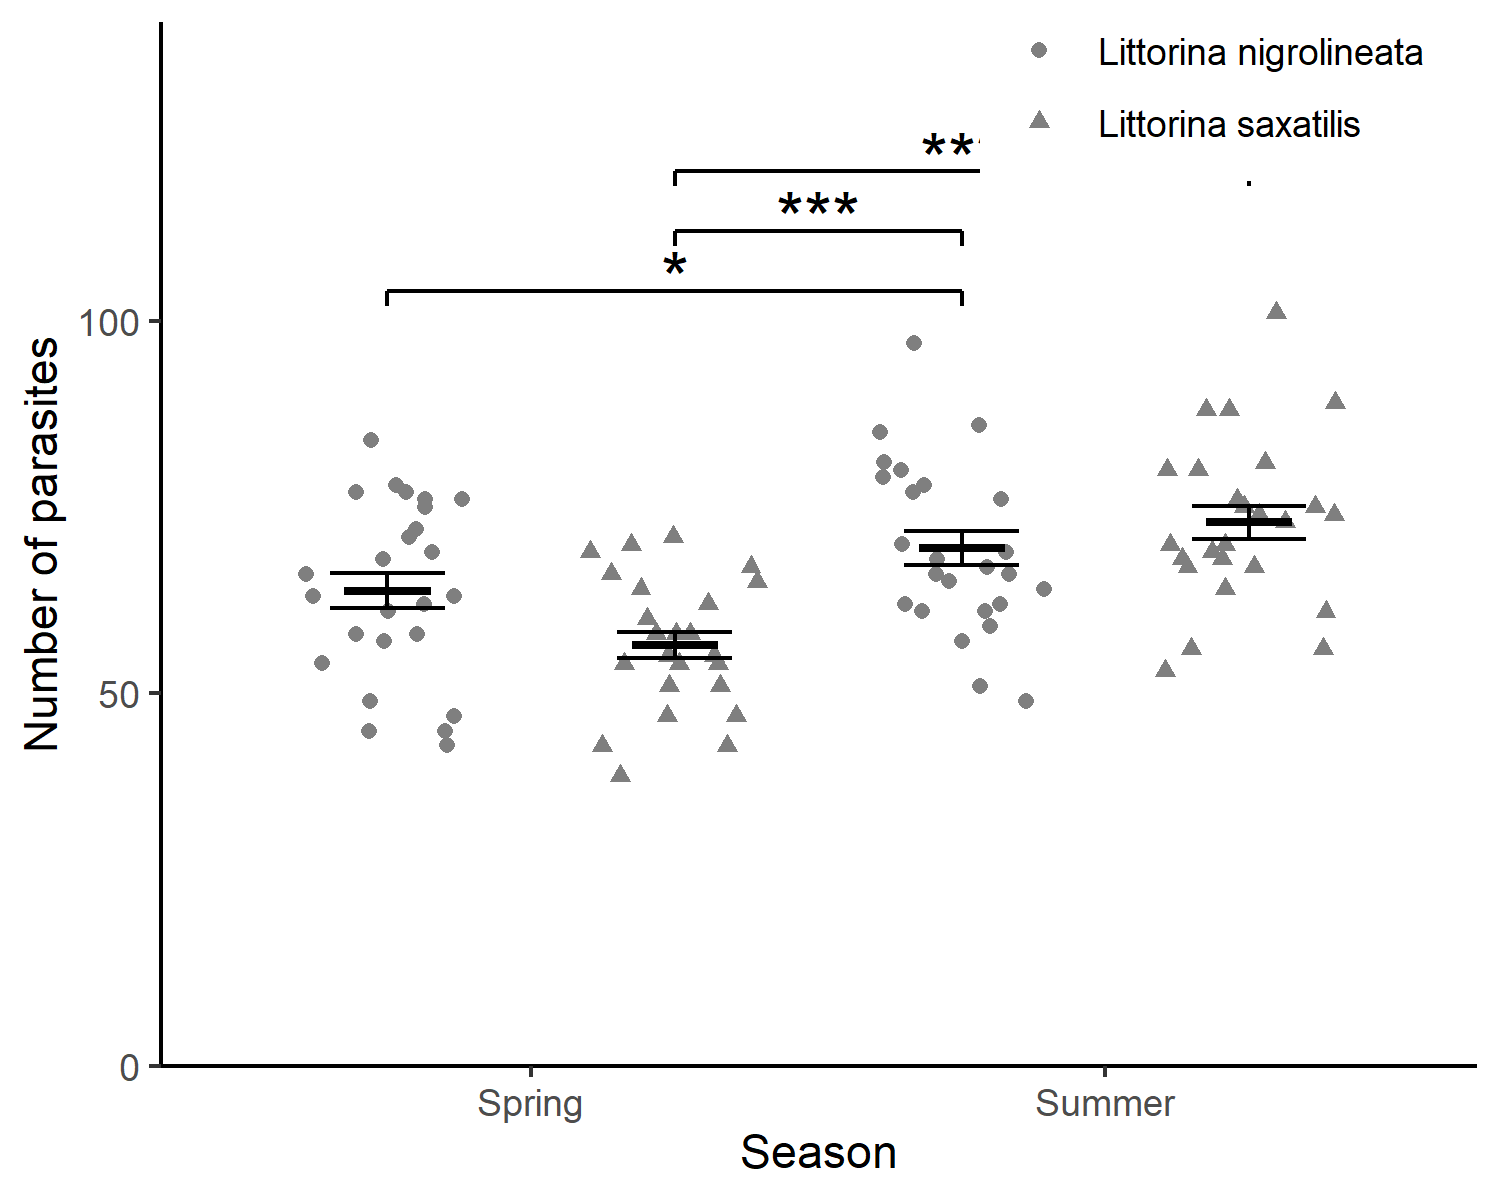 Littorina nigrolineata
Littorina saxatilis
**
***
*
100
50
0
Number of parasites
Spring
Summer
Season